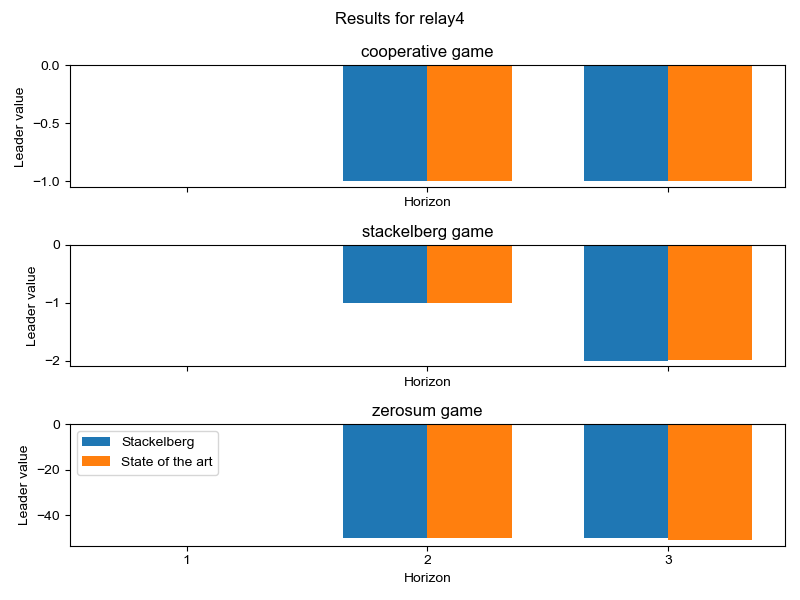 Results for relay4
cooperative game
0.0
−0.5
−1.0
Leader value
Horizon
stackelberg game
0
−1
−2
Leader value
Horizon
zerosum game
0
−20
−40
Leader value
Stackelberg
State of the art
1 2 3
Horizon